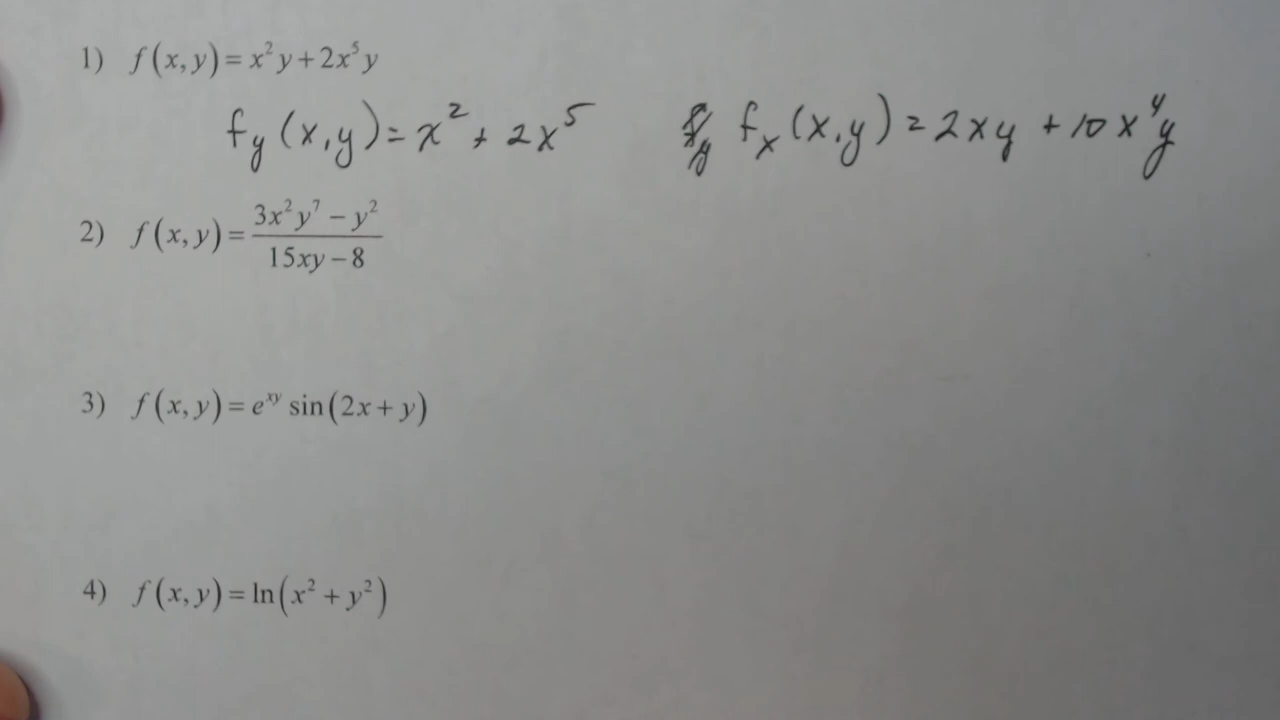 1) f(x,y)=x²y+2x⁵y
f_y(x,y)=x²+2x⁵ f_x(x,y)=2xy+10x⁴y
2) f(x,y)=(3x²y⁷−y²)/(15xy−8)
3) f(x,y)=e^{xy} sin(2x+y)
4) f(x,y)=ln(x²+y²)